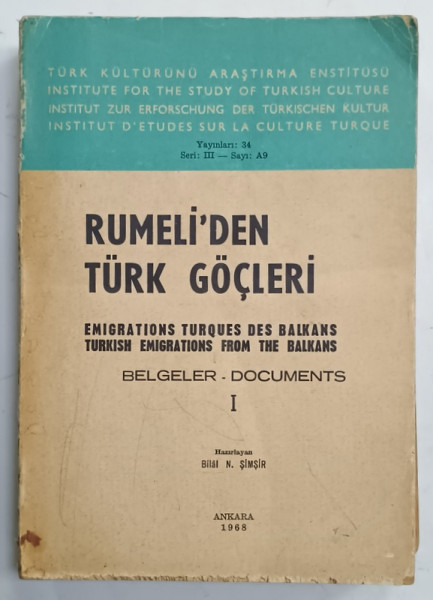 TÜRK KÜLTÜRÜNÜ ARAŞTIRMA ENSTİTÜSÜ
INSTITUTE FOR THE STUDY OF TURKISH CULTURE
INSTITUT ZUR ERFORSCHUNG DER TÜRKISCHEN KULTUR
INSTITUT D'ETUDES SUR LA CULTURE TURQUE
Yayınları: 34
Seri: III — Sayı: A9
RUMELİ'DEN
TÜRK GÖÇLERİ
EMIGRATIONS TURQUES DES BALKANS
TURKISH EMIGRATIONS FROM THE BALKANS
BELGELER - DOCUMENTS
I
Hazırlayan
Bilâl N. ŞİMŞİR
ANKARA
1968